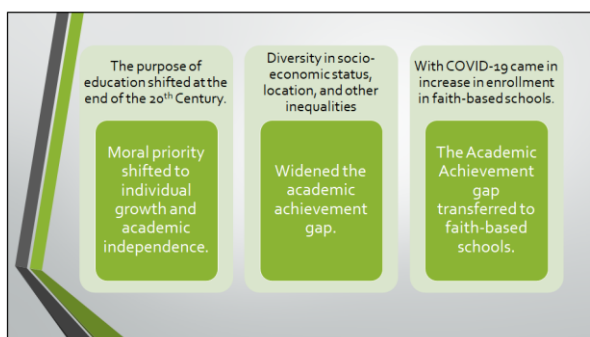 The purpose of
education shifted at the
end of the 20th Century.
Moral priority
shifted to
individual
growth and
academic
independence.
Diversity in socio-
economic status,
location, and other
inequalities
Widened the
academic
achievement
gap.
With COVID-19 came in
increase in enrollment
in faith-based schools.
The Academic
Achievement
gap
transferred to
faith-based
schools.